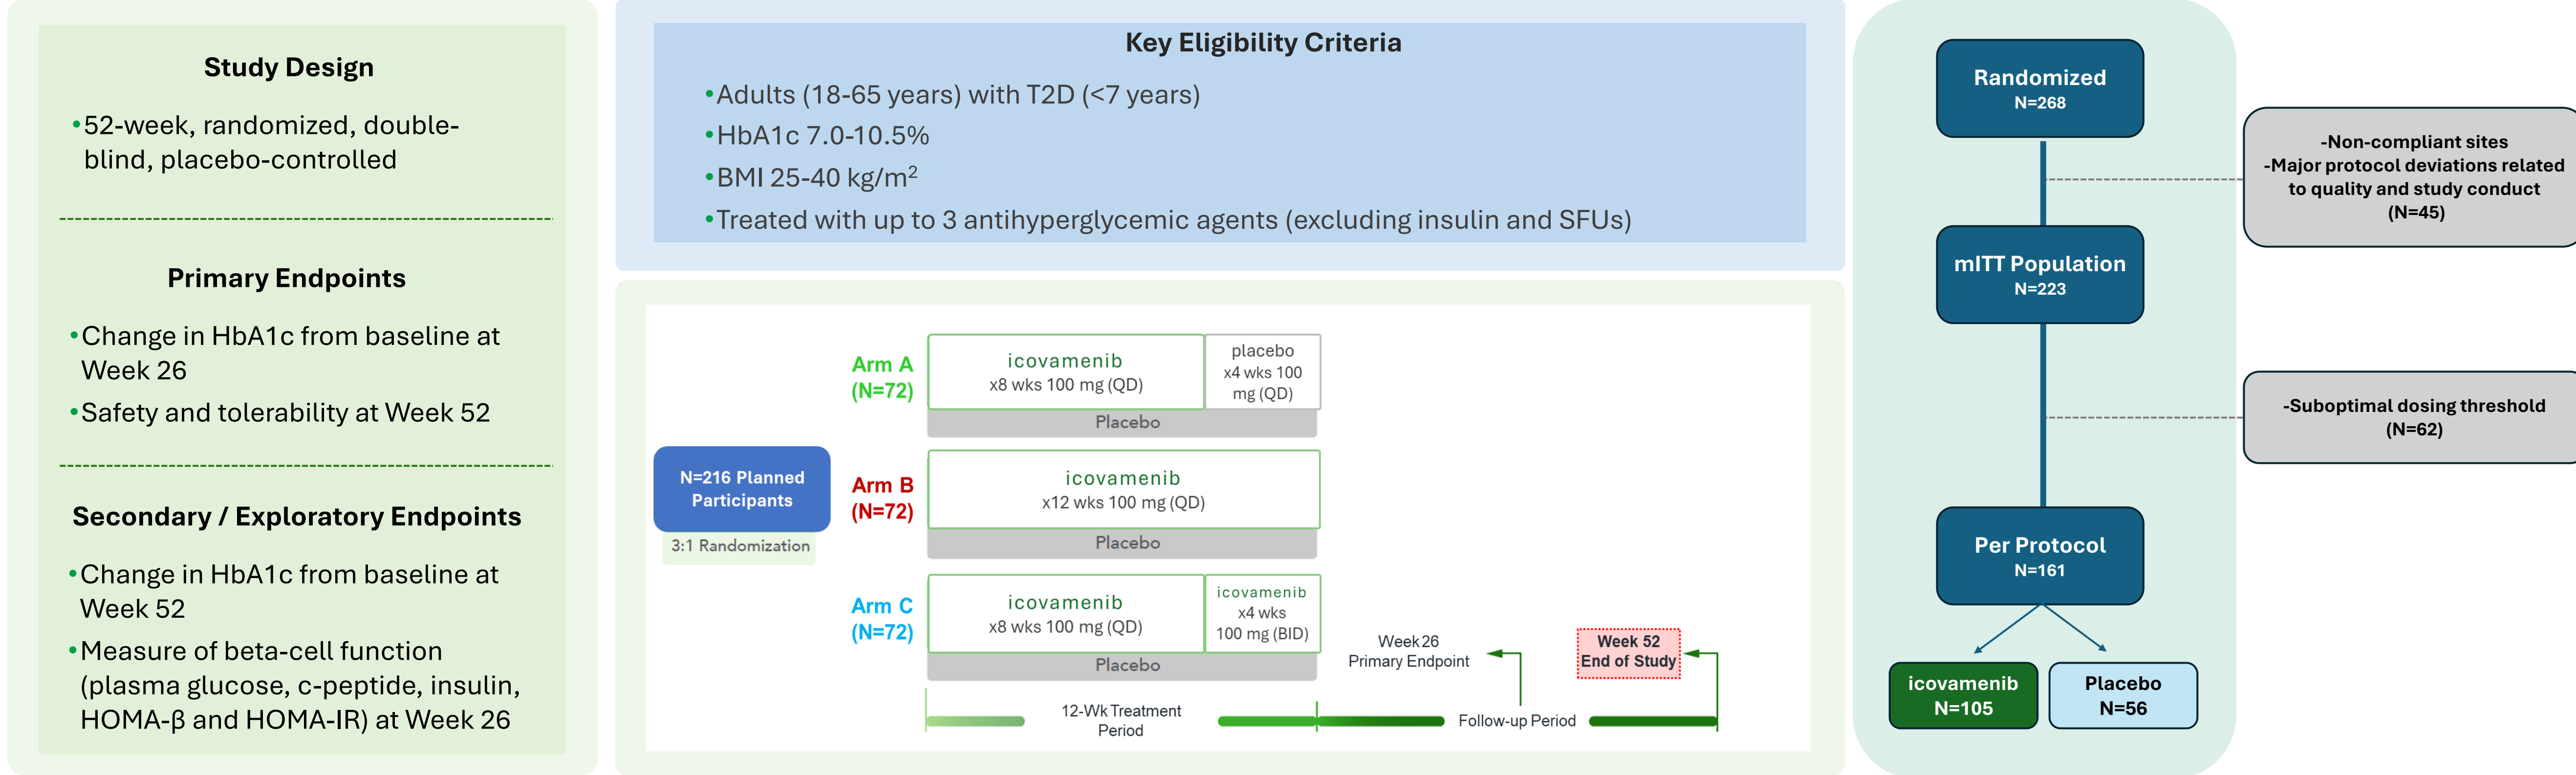 Study Design
•52-week, randomized, double-
blind, placebo-controlled
Primary Endpoints
•Change in HbA1c from baseline at
Week 26
•Safety and tolerability at Week 52
Secondary / Exploratory Endpoints
•Change in HbA1c from baseline at
Week 52
•Measure of beta-cell function
(plasma glucose, c-peptide, insulin,
HOMA-β and HOMA-IR) at Week 26
Key Eligibility Criteria
•Adults (18-65 years) with T2D (<7 years)
•HbA1c 7.0-10.5%
•BMI 25-40 kg/m²
•Treated with up to 3 antihyperglycemic agents (excluding insulin and SFUs)
N=216 Planned
Participants
3:1 Randomization
Arm A
(N=72)
icovamenib
x8 wks 100 mg (QD)
placebo
x4 wks 100
mg (QD)
Placebo
Arm B
(N=72)
icovamenib
x12 wks 100 mg (QD)
Placebo
Arm C
(N=72)
icovamenib
x8 wks 100 mg (QD)
icovamenib
x4 wks
100 mg (BID)
Placebo
Week 26
Primary Endpoint
Week 52
End of Study
12-Wk Treatment
Period
Follow-up Period
Randomized
N=268
-Non-compliant sites
-Major protocol deviations related
to quality and study conduct
(N=45)
mITT Population
N=223
-Suboptimal dosing threshold
(N=62)
Per Protocol
N=161
icovamenib
N=105
Placebo
N=56